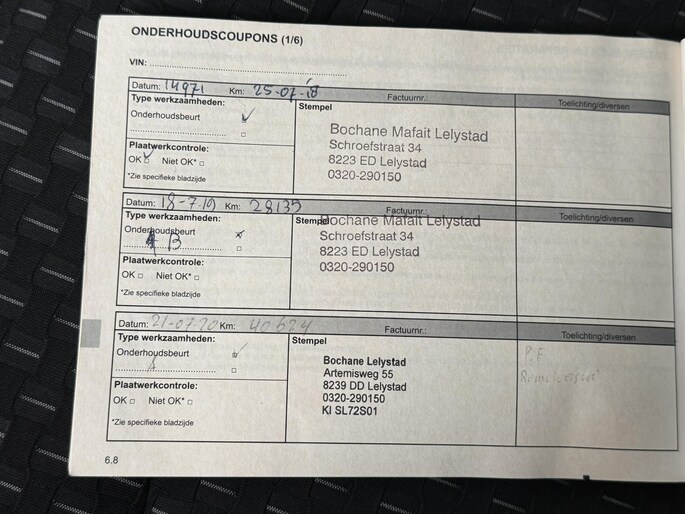 ONDERHOUDSCOUPONS (1/6)
VIN:
Datum: 14971 Km: 25-07-18 Factuurnr.: Toelichting/diversen
Type werkzaamheden: Stempel
Onderhoudsbeurt
Bochane Mafait Lelystad
Schroefstraat 34
8223 ED Lelystad
0320-290150
Plaatwerkcontrole:
OK Niet OK*
*Zie specifieke bladzijde
Datum: 18-7-19 Km: 28135 Factuurnr.: Toelichting/diversen
Type werkzaamheden: Stempel
Bochane Mafait Lelystad
Schroefstraat 34
8223 ED Lelystad
0320-290150
Onderhoudsbeurt
B
Plaatwerkcontrole:
OK Niet OK*
*Zie specifieke bladzijde
Datum: 21-07-20 Km: 40624 Factuurnr.: Toelichting/diversen
Type werkzaamheden: Stempel
Onderhoudsbeurt
A
Bochane Lelystad
Artemisweg 55
8239 DD Lelystad
0320-290150
KI SL72S01
Plaatwerkcontrole:
OK Niet OK*
*Zie specifieke bladzijde
6.8